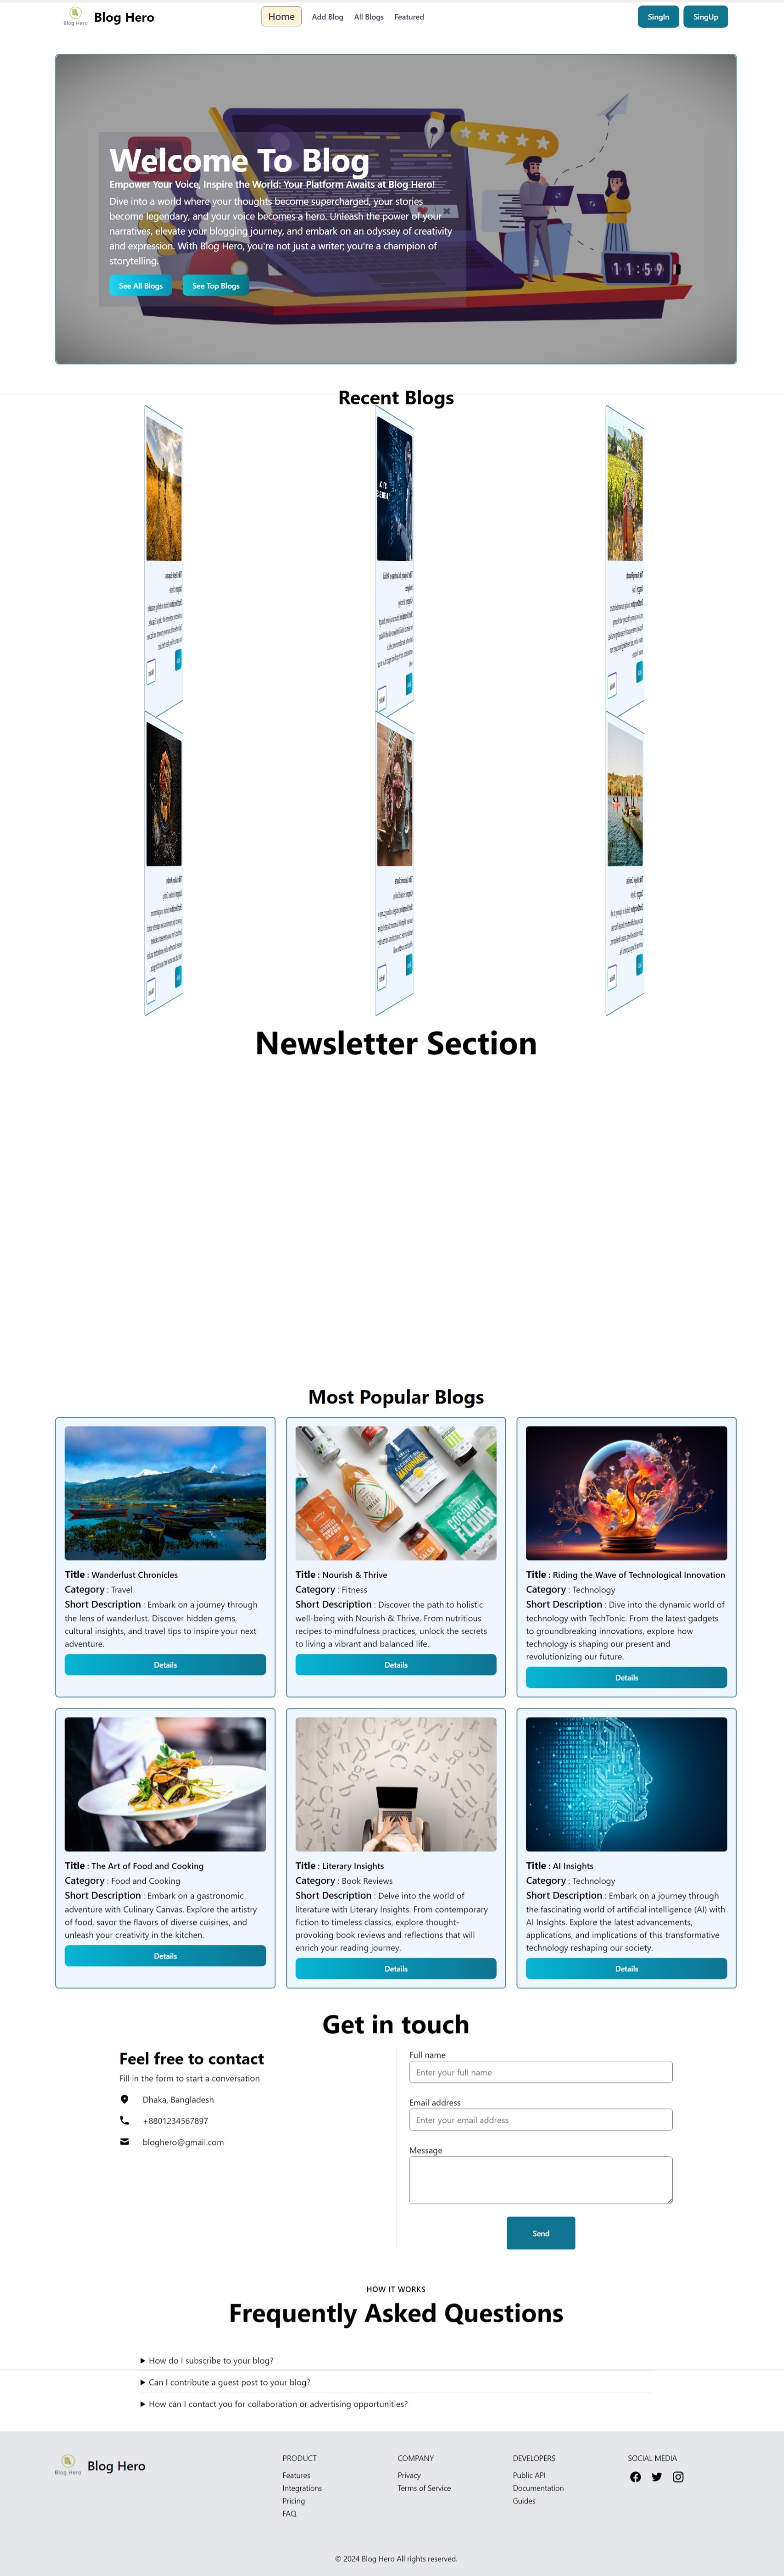 Blog Hero
Blog Hero
Home
Add Blog
All Blogs
Featured
SingIn
SingUp
Welcome To Blog
Empower Your Voice, Inspire the World: Your Platform Awaits at Blog Hero!
Dive into a world where your thoughts become supercharged, your stories
become legendary, and your voice becomes a hero. Unleash the power of your
narratives, elevate your blogging journey, and embark on an odyssey of creativity
and expression. With Blog Hero, you're not just a writer; you're a champion of
storytelling.
See All Blogs
See Top Blogs
11:59
Recent Blogs
Newsletter Section
Most Popular Blogs
Title : Wanderlust Chronicles
Category : Travel
Short Description : Embark on a journey through
the lens of wanderlust. Discover hidden gems,
cultural insights, and travel tips to inspire your next
adventure.
Details
MAYONNAISE
OIL
COCONUT
FLOUR
Title : Nourish & Thrive
Category : Fitness
Short Description : Discover the path to holistic
well-being with Nourish & Thrive. From nutritious
recipes to mindfulness practices, unlock the secrets
to living a vibrant and balanced life.
Details
Title : Riding the Wave of Technological Innovation
Category : Technology
Short Description : Dive into the dynamic world of
technology with TechTonic. From the latest gadgets
to groundbreaking innovations, explore how
technology is shaping our present and
revolutionizing our future.
Details
Title : The Art of Food and Cooking
Category : Food and Cooking
Short Description : Embark on a gastronomic
adventure with Culinary Canvas. Explore the artistry
of food, savor the flavors of diverse cuisines, and
unleash your creativity in the kitchen.
Details
Title : Literary Insights
Category : Book Reviews
Short Description : Delve into the world of
literature with Literary Insights. From contemporary
fiction to timeless classics, explore thought-
provoking book reviews and reflections that will
enrich your reading journey.
Details
Title : AI Insights
Category : Technology
Short Description : Embark on a journey through
the fascinating world of artificial intelligence (AI) with
AI Insights. Explore the latest advancements,
applications, and implications of this transformative
technology reshaping our society.
Details
Get in touch
Feel free to contact
Fill in the form to start a conversation
Dhaka, Bangladesh
+8801234567897
bloghero@gmail.com
Full name
Enter your full name
Email address
Enter your email address
Message
Send
HOW IT WORKS
Frequently Asked Questions
How do I subscribe to your blog?
Can I contribute a guest post to your blog?
How can I contact you for collaboration or advertising opportunities?
Blog Hero
Blog Hero
PRODUCT
Features
Integrations
Pricing
FAQ
COMPANY
Privacy
Terms of Service
DEVELOPERS
Public API
Documentation
Guides
SOCIAL MEDIA
© 2024 Blog Hero All rights reserved.